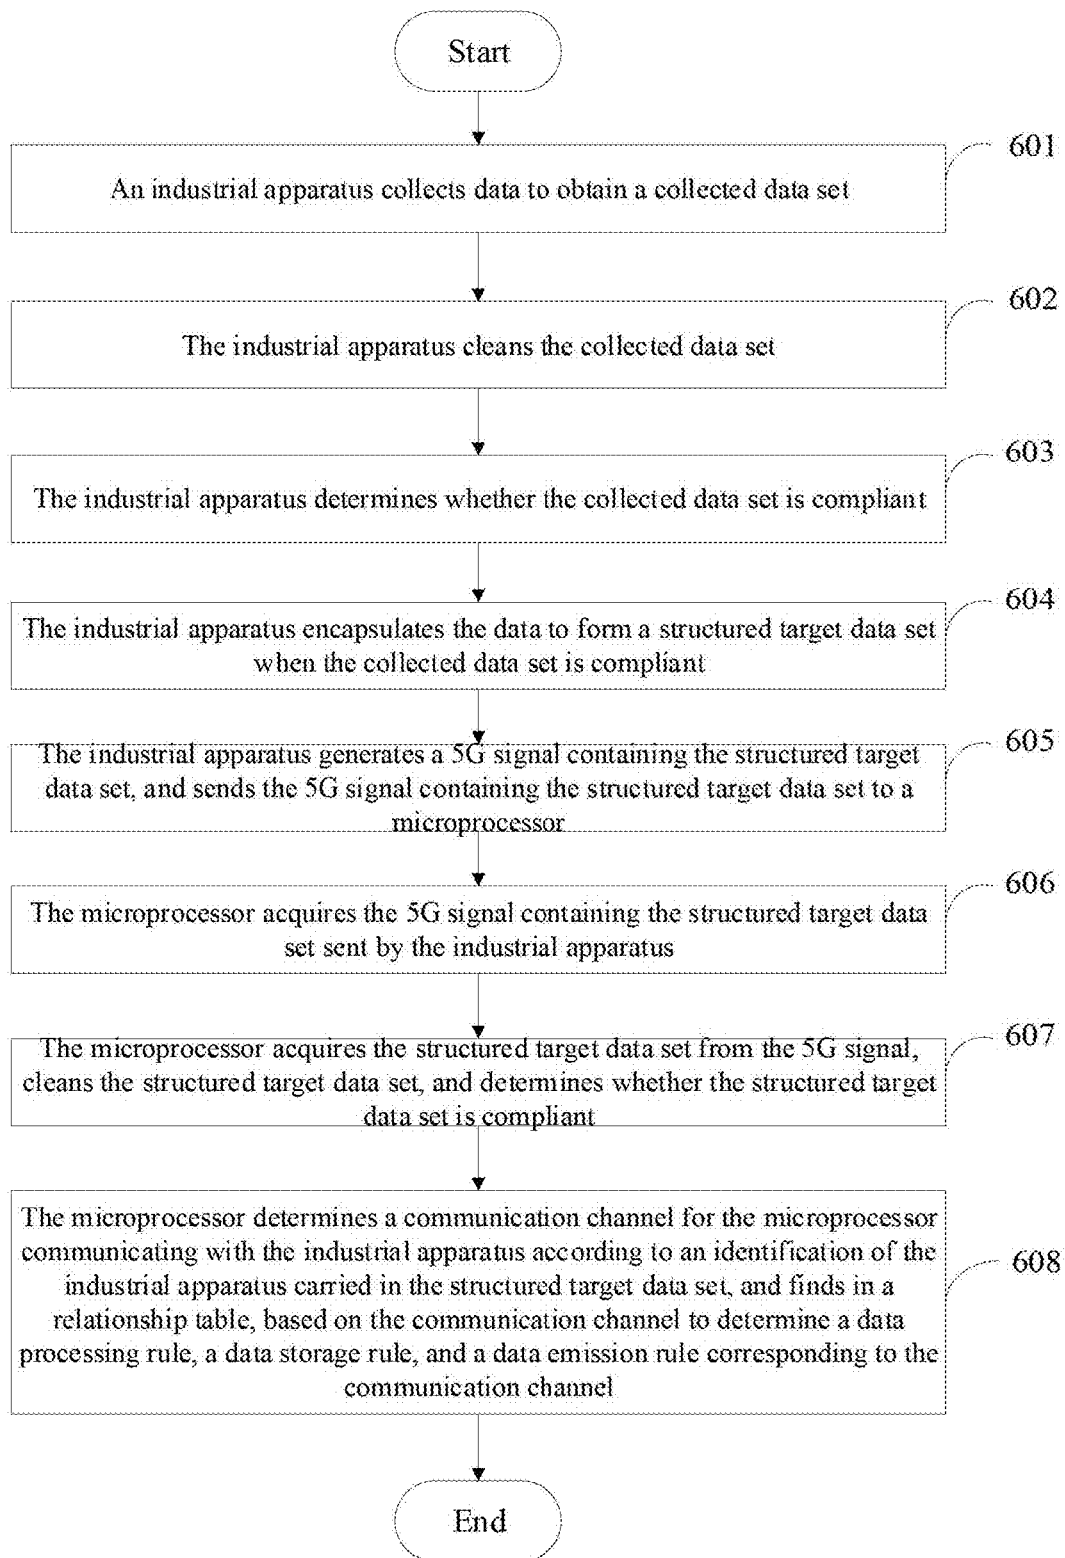 Start
601
An industrial apparatus collects data to obtain a collected data set
602
The industrial apparatus cleans the collected data set
603
The industrial apparatus determines whether the collected data set is compliant
604
The industrial apparatus encapsulates the data to form a structured target data set
when the collected data set is compliant
605
The industrial apparatus generates a 5G signal containing the structured target
data set, and sends the 5G signal containing the structured target data set to a
microprocessor
606
The microprocessor acquires the 5G signal containing the structured target data
set sent by the industrial apparatus
607
The microprocessor acquires the structured target data set from the 5G signal,
cleans the structured target data set, and determines whether the structured target
data set is compliant
608
The microprocessor determines a communication channel for the microprocessor
communicating with the industrial apparatus according to an identification of the
industrial apparatus carried in the structured target data set, and finds in a
relationship table, based on the communication channel to determine a data
processing rule, a data storage rule, and a data emission rule corresponding to the
communication channel
End